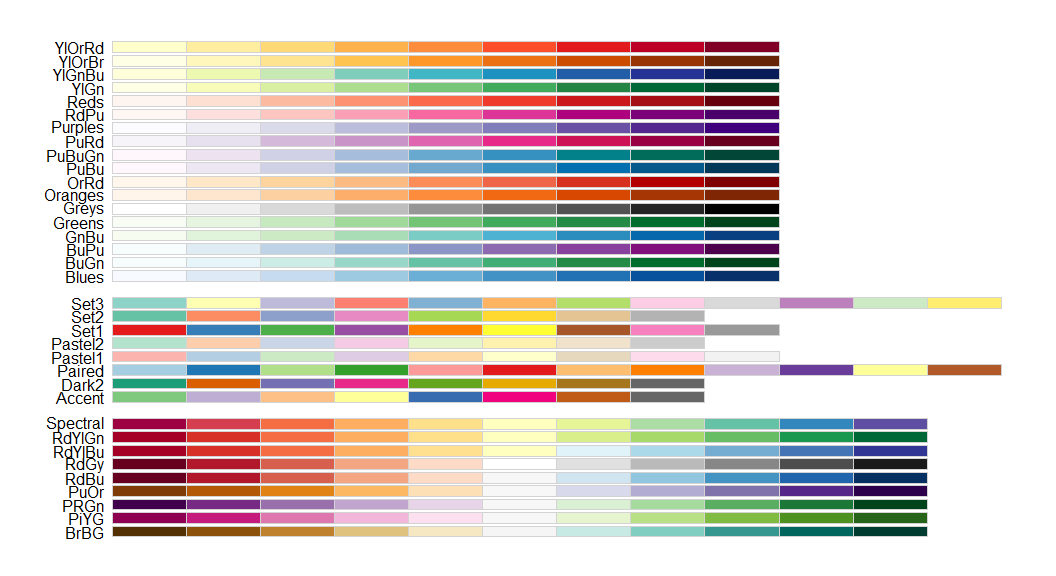 YlOrRd
YlOrBr
YlGnBu
YlGn
Reds
RdPu
Purples
PuRd
PuBuGn
PuBu
OrRd
Oranges
Greys
Greens
GnBu
BuPu
BuGn
Blues
Set3
Set2
Set1
Pastel2
Pastel1
Paired
Dark2
Accent
Spectral
RdYlGn
RdYlBu
RdGy
RdBu
PuOr
PRGn
PiYG
BrBG